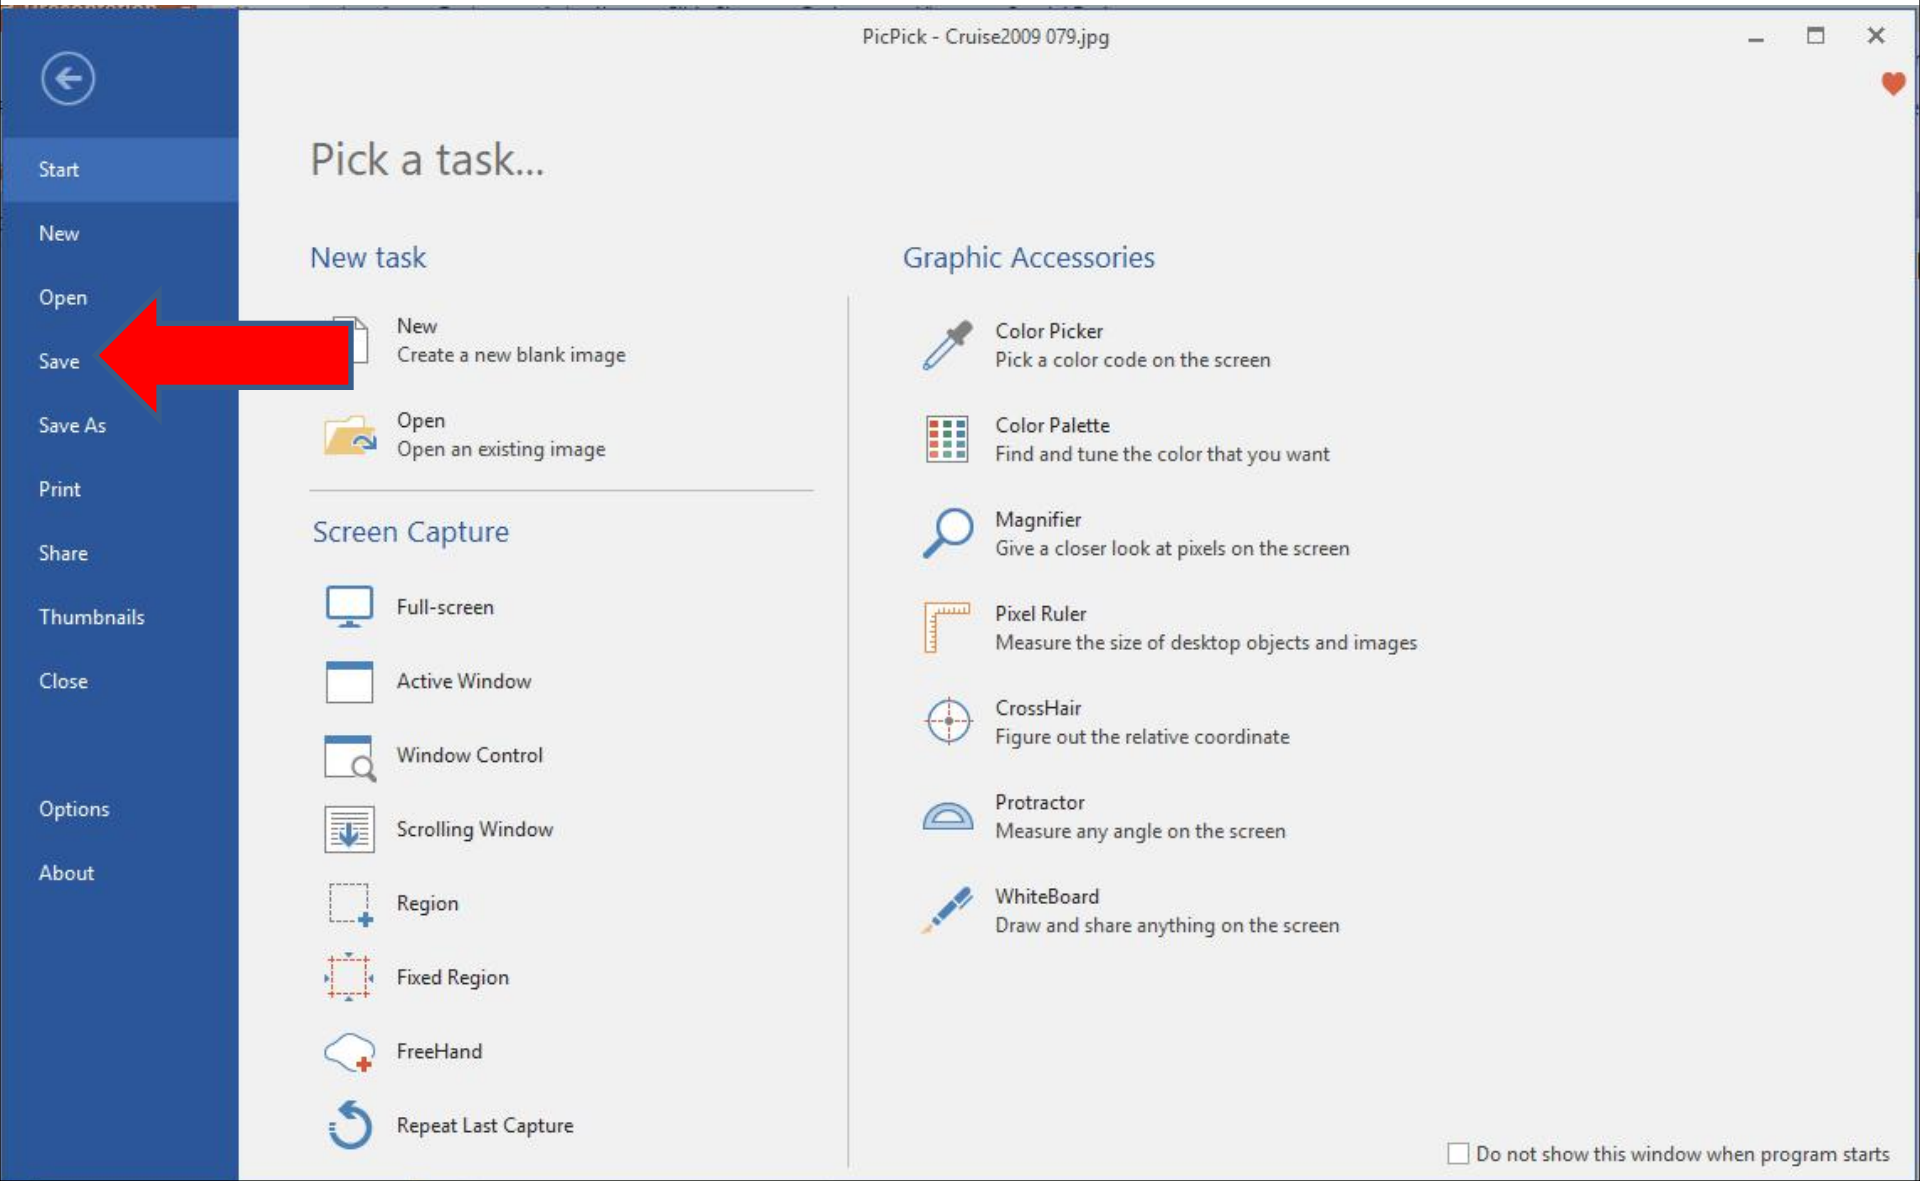 PicPick - Cruise2009 079.jpg
Start
New
Open
Save
Save As
Print
Share
Thumbnails
Close
Options
About
Pick a task...
New task
New
Create a new blank image
Open
Open an existing image
Screen Capture
Full-screen
Active Window
Window Control
Scrolling Window
Region
Fixed Region
FreeHand
Repeat Last Capture
Graphic Accessories
Color Picker
Pick a color code on the screen
Color Palette
Find and tune the color that you want
Magnifier
Give a closer look at pixels on the screen
Pixel Ruler
Measure the size of desktop objects and images
CrossHair
Figure out the relative coordinate
Protractor
Measure any angle on the screen
WhiteBoard
Draw and share anything on the screen
Do not show this window when program starts